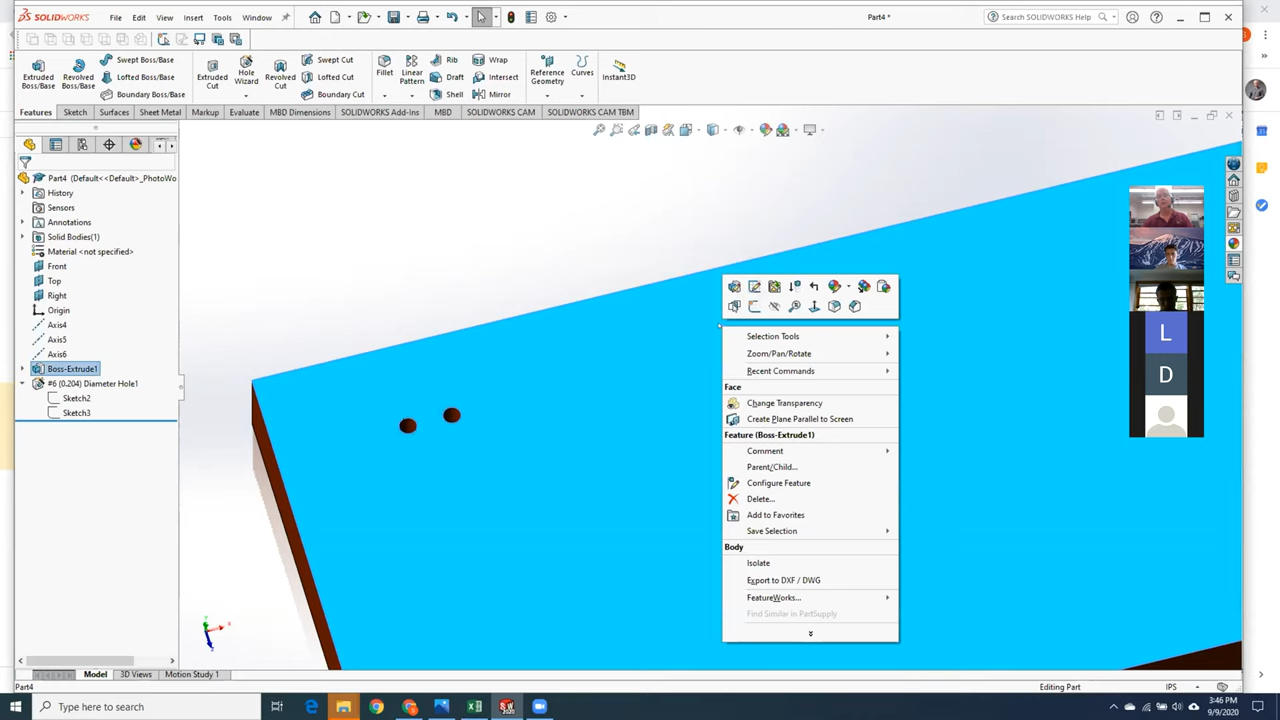 SOLIDWORKS File Edit View Insert Tools Window Part4 * Search SOLIDWORKS Help
Extruded Boss/Base
Revolved Boss/Base
Swept Boss/Base
Lofted Boss/Base
Boundary Boss/Base
Extruded Cut
Hole Wizard
Revolved Cut
Swept Cut
Lofted Cut
Boundary Cut
Fillet
Linear Pattern
Rib
Draft
Shell
Wrap
Intersect
Mirror
Reference Geometry
Curves
Instant3D
Features Sketch Surfaces Sheet Metal Markup Evaluate MBD Dimensions SOLIDWORKS Add-Ins MBD SOLIDWORKS CAM SOLIDWORKS CAM TBM
Part4 (Default<<Default>_PhotoWo
History
Sensors
Annotations
Solid Bodies(1)
Material <not specified>
Front
Top
Right
Origin
Axis4
Axis5
Axis6
Boss-Extrude1
#6 (0.204) Diameter Hole1
Sketch2
Sketch3
Selection Tools
Zoom/Pan/Rotate
Recent Commands
Face
Change Transparency
Create Plane Parallel to Screen
Feature (Boss-Extrude1)
Comment
Parent/Child...
Configure Feature
Delete...
Add to Favorites
Save Selection
Body
Isolate
Export to DXF / DWG
FeatureWorks...
Find Similar in PartSupply
L
D
Model 3D Views Motion Study 1
Part4 Editing Part IPS
Type here to search
3:46 PM
9/9/2020